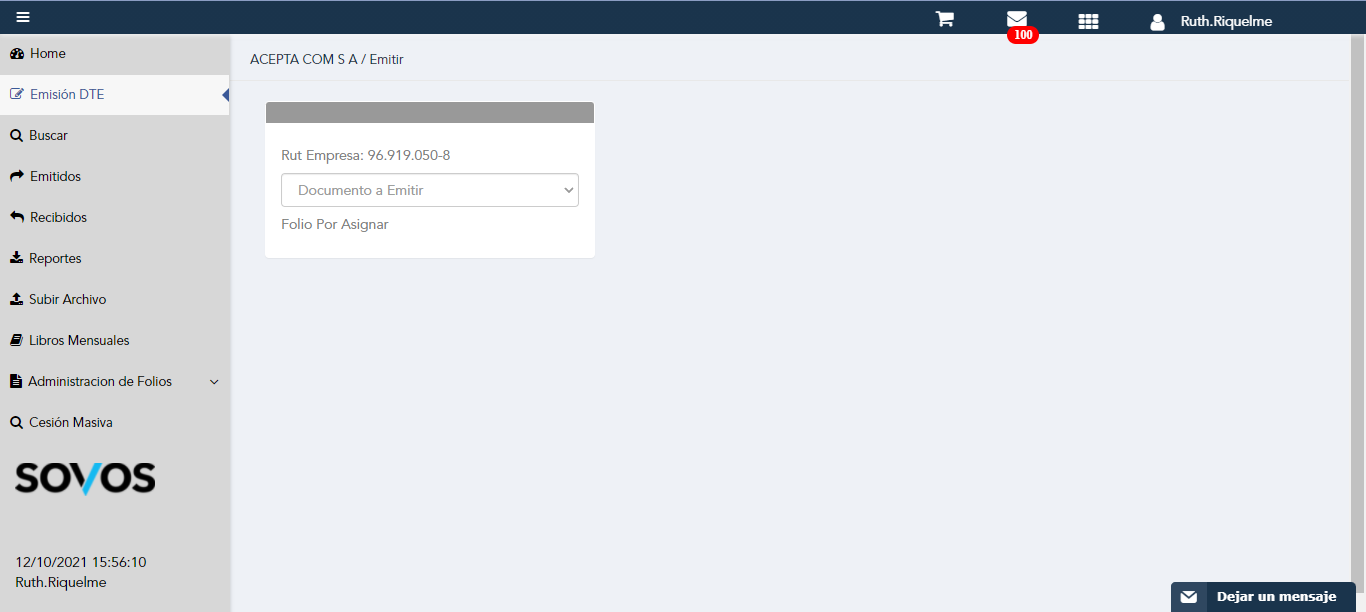 Ruth.Riquelme
100
Home
Emisión DTE
Buscar
Emitidos
Recibidos
Reportes
Subir Archivo
Libros Mensuales
Administracion de Folios
Cesión Masiva
SOVOS
12/10/2021 15:56:10
Ruth.Riquelme
ACEPTA COM S A / Emitir
Rut Empresa: 96.919.050-8
Documento a Emitir
Folio Por Asignar
Dejar un mensaje